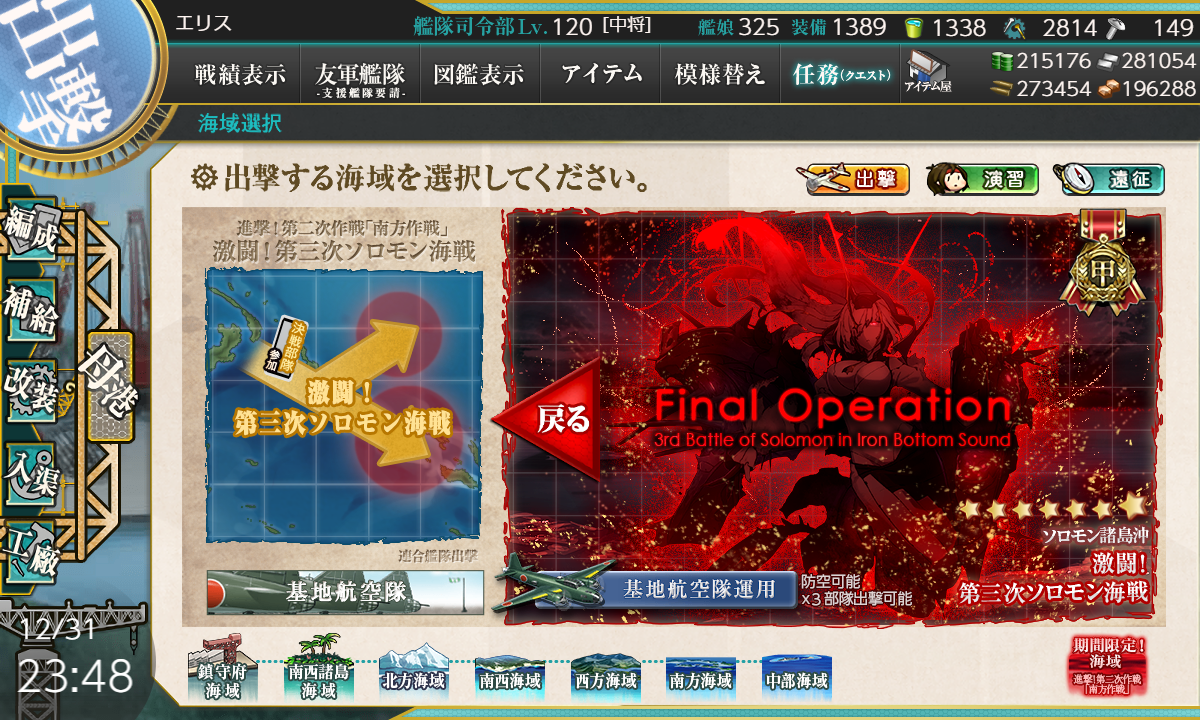 出撃
エリス
艦隊司令部Lv. 120 [中将]
艦娘 325 装備 1389 1338 2814 149
戦績表示
友軍艦隊
-支援艦隊要請-
図鑑表示
アイテム
模様替え
任務(クエスト)
アイテム屋
215176 281054
273454 196288
海域選択
出撃する海域を選択してください。
出撃
演習
遠征
編成
補給
改装
入渠
工廠
母港
進撃!第二次作戦「南方作戦」
激闘!第三次ソロモン海戦
決戦部隊
参加
激闘!
第三次ソロモン海戦
連合艦隊出撃
基地航空隊
甲
戻る
Final Operation
3rd Battle of Solomon in Iron Bottom Sound
ソロモン諸島沖
激闘!
第三次ソロモン海戦
基地航空隊運用
防空可能
x3部隊出撃可能
12/31
23:48
鎮守府
海域
南西諸島
海域
北方海域
南西海域
西方海域
南方海域
中部海域
期間限定!
海域
進撃!第二次作戦
「南方作戦」